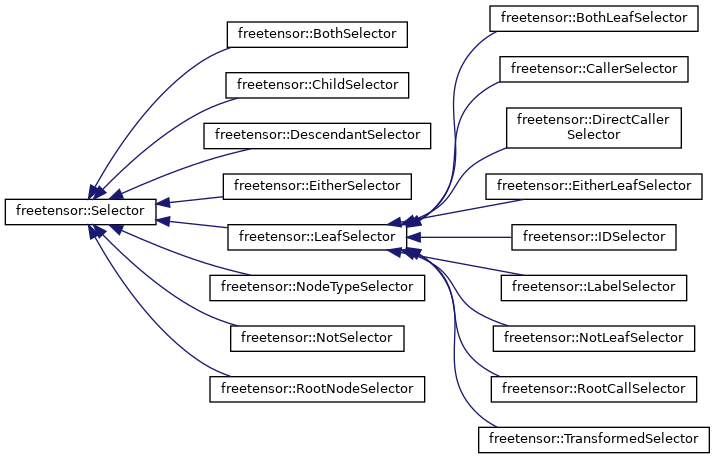 freetensor::Selector
freetensor::BothSelector
freetensor::ChildSelector
freetensor::DescendantSelector
freetensor::EitherSelector
freetensor::LeafSelector
freetensor::NodeTypeSelector
freetensor::NotSelector
freetensor::RootNodeSelector
freetensor::BothLeafSelector
freetensor::CallerSelector
freetensor::DirectCaller
Selector
freetensor::EitherLeafSelector
freetensor::IDSelector
freetensor::LabelSelector
freetensor::NotLeafSelector
freetensor::RootCallSelector
freetensor::TransformedSelector